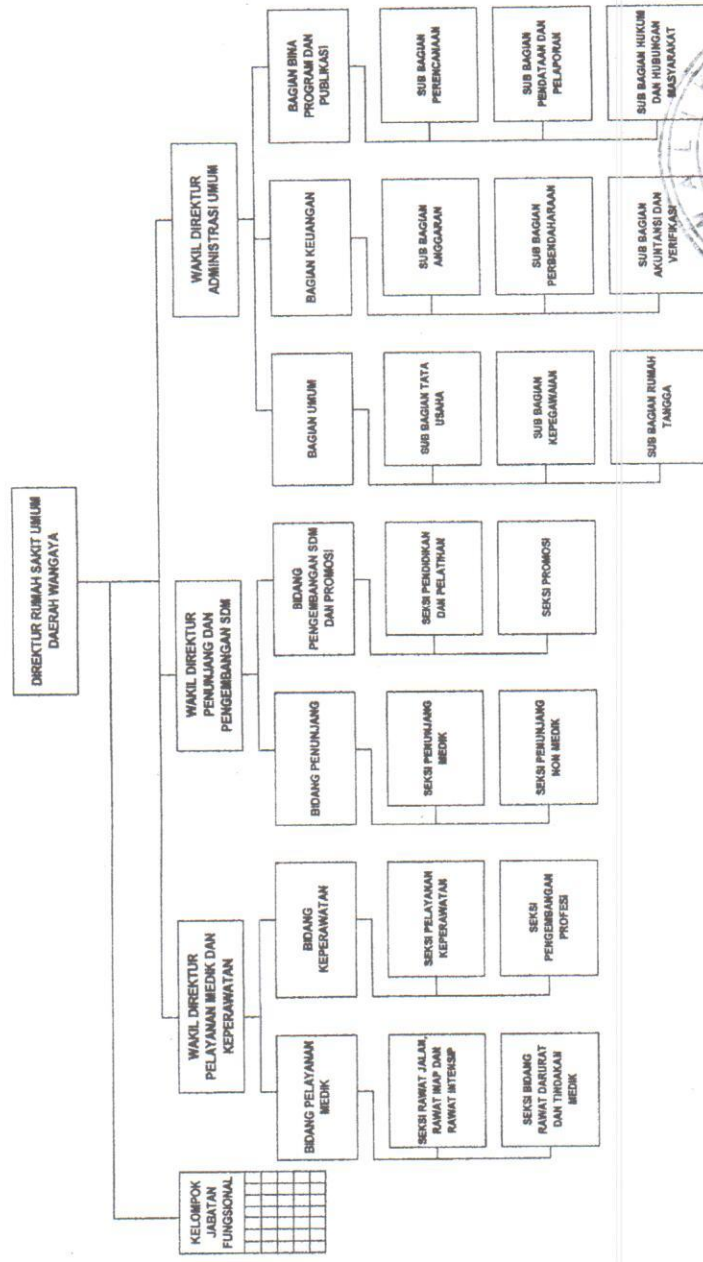 DIREKTUR RUMAH SAKIT UMUM
DAERAH WANGAYA
KELOMPOK
JABATAN
FUNGSIONAL
WAKIL DIREKTUR
PELAYANAN MEDIK DAN
KEPERAWATAN
WAKIL DIREKTUR
PENUNJANG DAN
PENGEMBANGAN SDM
WAKIL DIREKTUR
ADMINISTRASI UMUM
BIDANG PELAYANAN
MEDIK
BIDANG
KEPERAWATAN
BIDANG PENUNJANG
BIDANG
PENGEMBANGAN SDM
DAN PROMOSI
BAGIAN UMUM
BAGIAN KEUANGAN
BAGIAN BINA
PROGRAM DAN
PUBLIKASI
SEKSI RAWAT JALAN,
RAWAT INAP DAN
RAWAT INTENSIP
SEKSI PELAYANAN
KEPERAWATAN
SEKSI PENUNJANG
MEDIK
SEKSI PENDIDIKAN
DAN PELATIHAN
SUB BAGIAN TATA
USAHA
SUB BAGIAN
ANGGARAN
SUB BAGIAN
PERENCANAAN
SEKSI BIDANG
RAWAT DARURAT
DAN TINDAKAN
MEDIK
SEKSI
PENGEMBANGAN
PROFESI
SEKSI PENUNJANG
NON MEDIK
SEKSI PROMOSI
SUB BAGIAN
KEPEGAWAIAN
SUB BAGIAN
PERBENDAHARAAN
SUB BAGIAN
PENDATAAN DAN
PELAPORAN
SUB BAGIAN RUMAH
TANGGA
SUB BAGIAN
AKUNTANSI DAN
VERIFIKASI
SUB BAGIAN HUKUM
DAN HUBUNGAN
MASYARAKAT